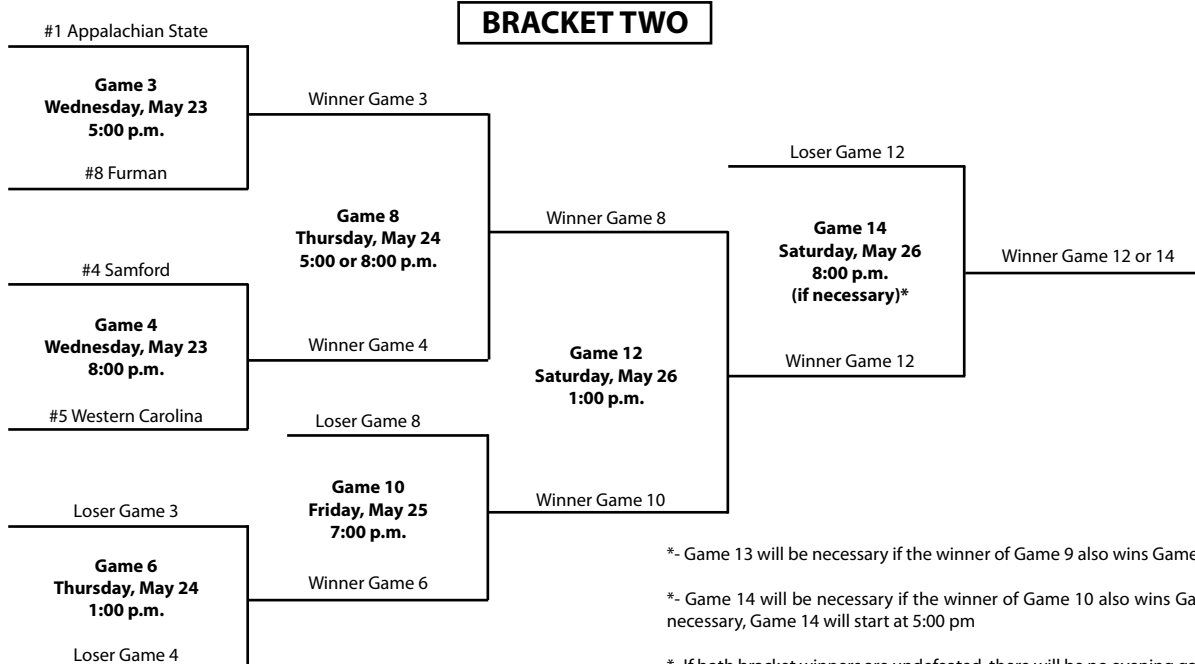 BRACKET TWO
#1 Appalachian State
Game 3
Wednesday, May 23
5:00 p.m.
#8 Furman
Winner Game 3
Game 8
Thursday, May 24
5:00 or 8:00 p.m.
#4 Samford
Game 4
Wednesday, May 23
8:00 p.m.
#5 Western Carolina
Winner Game 4
Winner Game 8
Game 12
Saturday, May 26
1:00 p.m.
Loser Game 8
Game 10
Friday, May 25
7:00 p.m.
Winner Game 10
Loser Game 3
Game 6
Thursday, May 24
1:00 p.m.
Loser Game 4
Winner Game 6
Loser Game 12
Game 14
Saturday, May 26
8:00 p.m.
(if necessary)*
Winner Game 12
Winner Game 12 or 14
*- Game 13 will be necessary if the winner of Game 9 also wins Game
*- Game 14 will be necessary if the winner of Game 10 also wins Ga
necessary, Game 14 will start at 5:00 pm